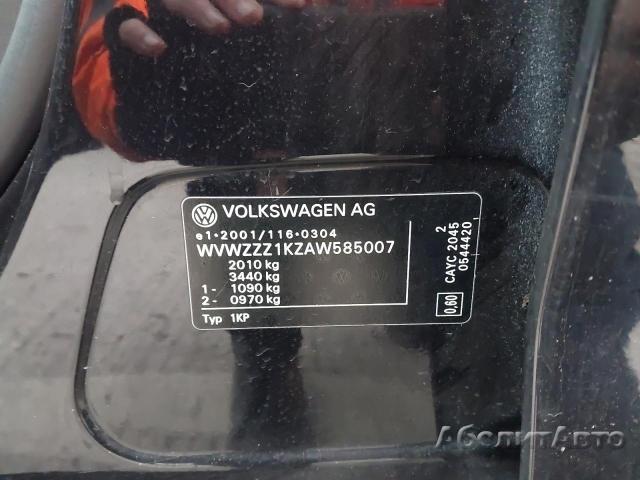 VOLKSWAGEN AG
e1*2001/116*0304
WVWZZZ1KZAW585007
2010 kg
3440 kg
1- 1090 kg
2- 0970 kg
Typ 1KP
2
CAYC 2045
0544420
0,60
АбсолютАвто